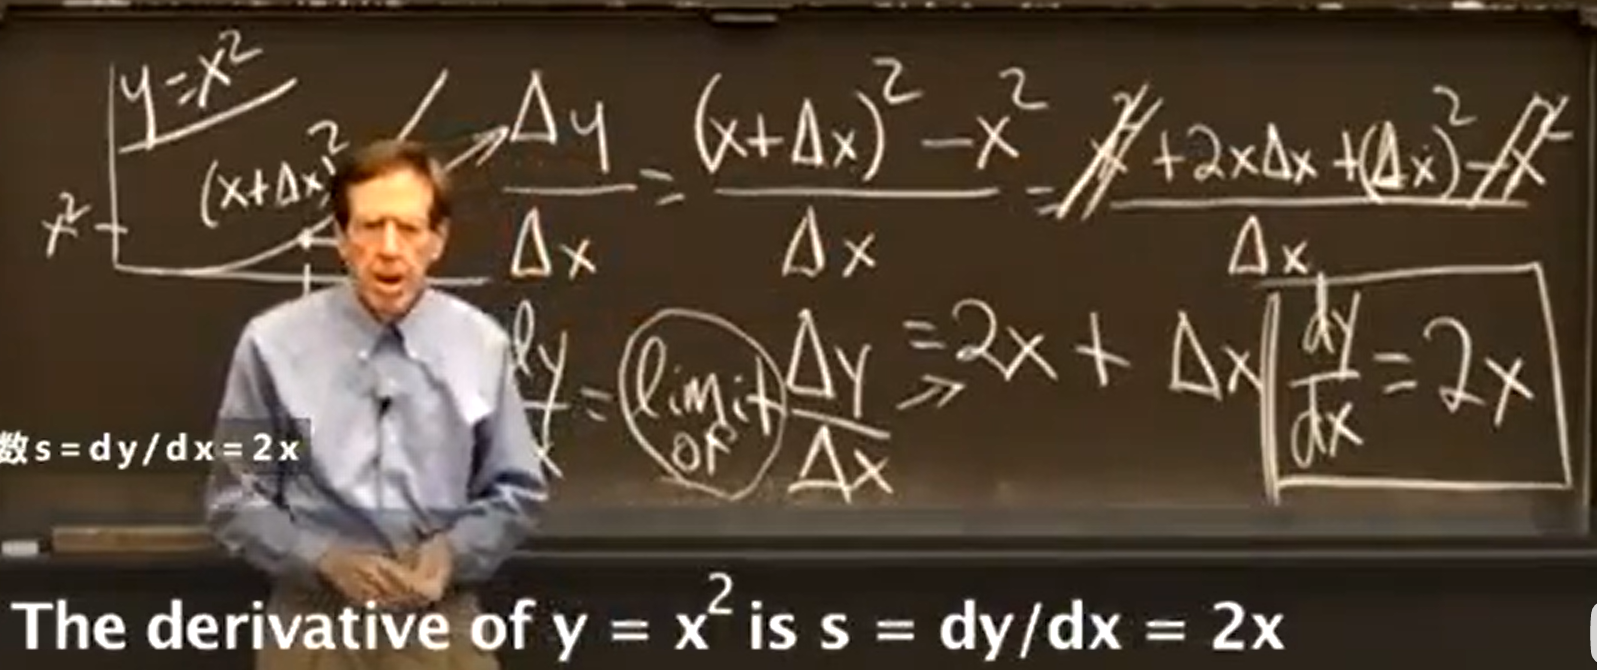 y = x²
(x+Δx)²
x²
Δy/Δx = ((x+Δx)² - x²)/Δx = (x² + 2xΔx + (Δx)² - x²)/Δx
dy/dx = limit of Δy/Δx ⇒ = 2x + Δx
dy/dx = 2x
数 s = dy/dx = 2x
The derivative of y = x² is s = dy/dx = 2x